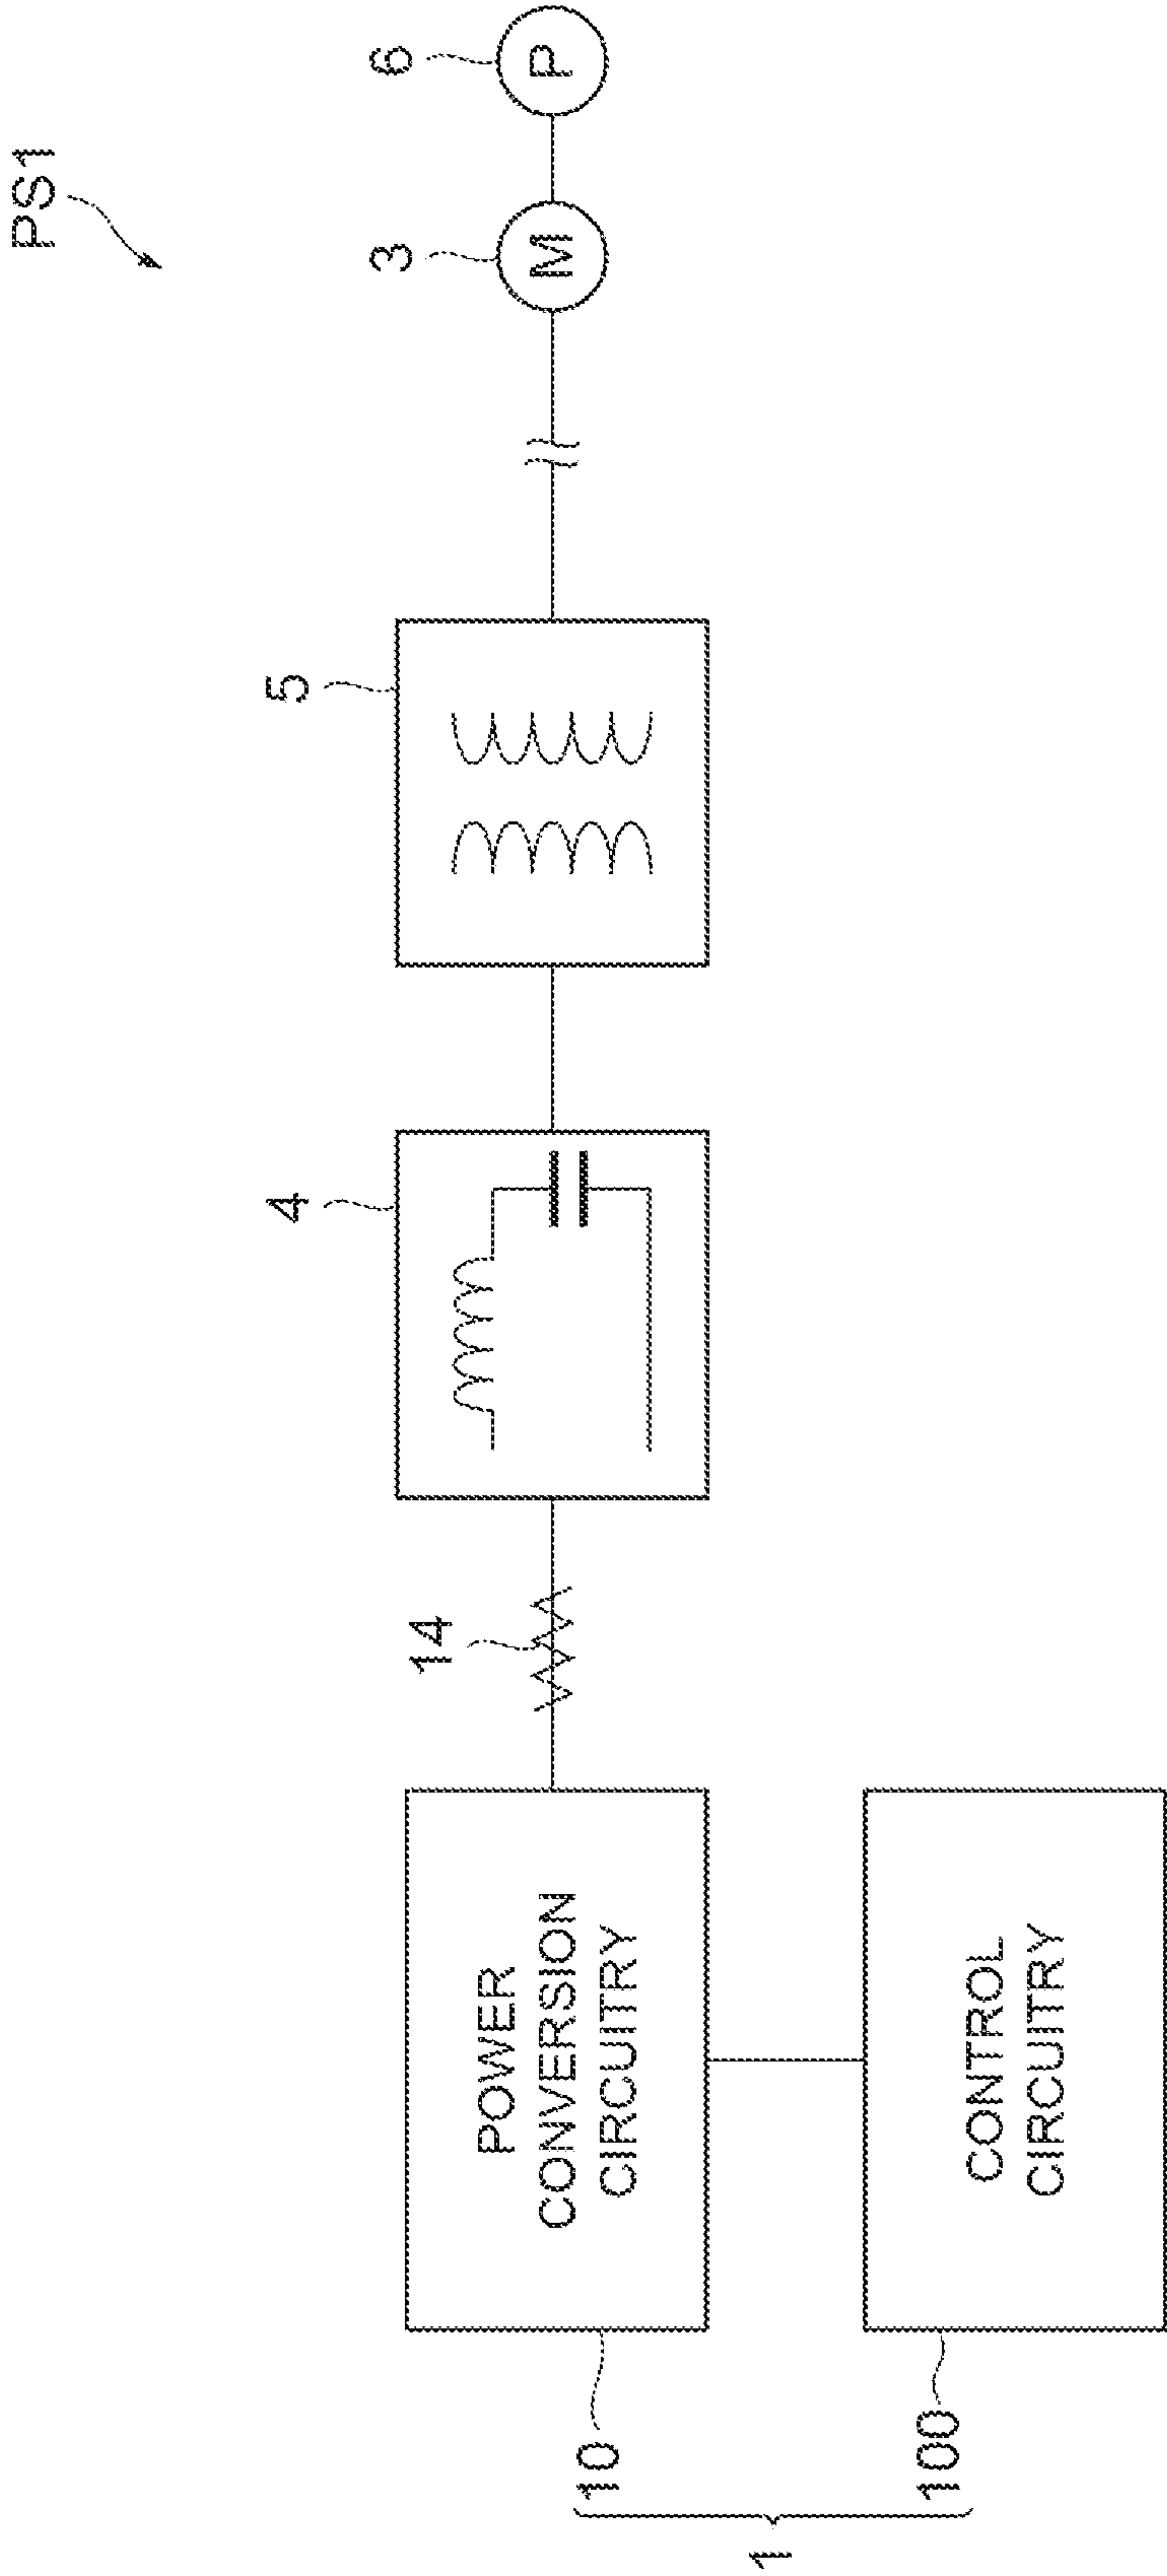 PS1
1
10
POWER
CONVERSION
CIRCUITRY
100
CONTROL
CIRCUITRY
14
4
5
3
M
6
P